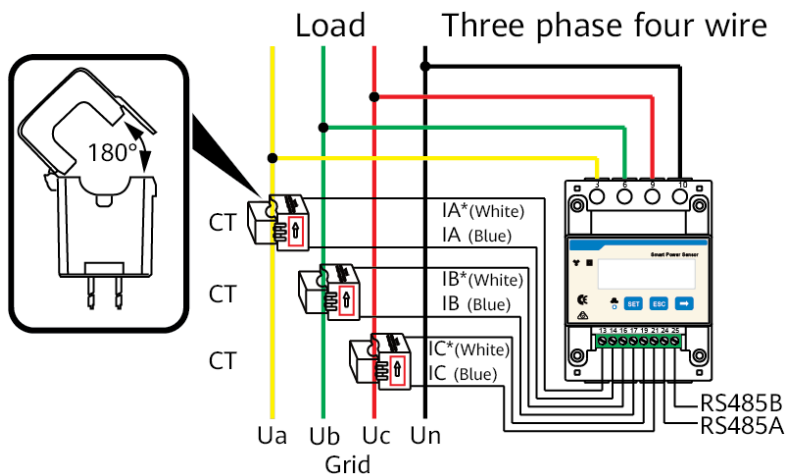 Load
Three phase four wire
180°
3 6 9 10
CT
IA*(White)
IA (Blue)
Smart Power Sensor
CT
IB*(White)
IB (Blue)
SET ESC
13 14 16 17 19 21 24 25
CT
IC*(White)
IC (Blue)
RS485B
RS485A
Ua Ub Uc Un
Grid